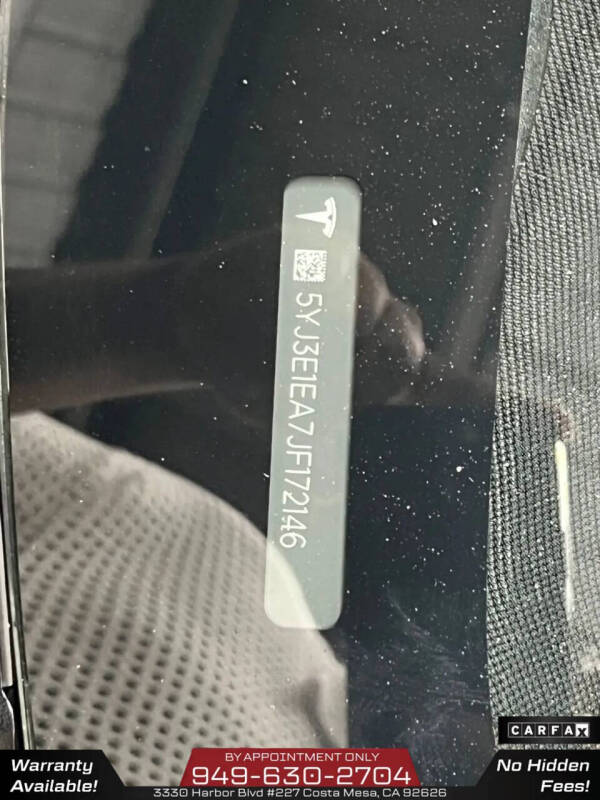 5YJ3E1EA7JF172146
CARFAX
Warranty
Available!
BY APPOINTMENT ONLY
949-630-2704
3330 Harbor Blvd #227 Costa Mesa, CA 92626
No Hidden
Fees!